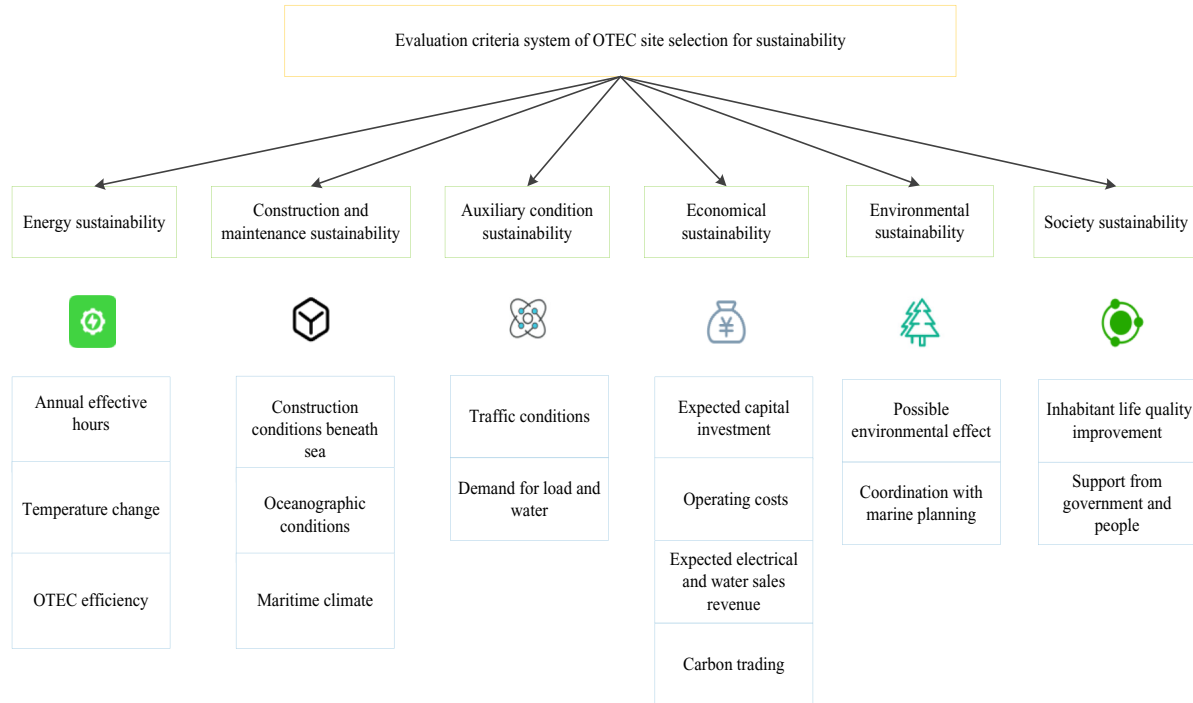 Evaluation criteria system of OTEC site selection for sustainability
Energy sustainability
Construction and
maintenance sustainability
Auxiliary condition
sustainability
Economical
sustainability
Environmental
sustainability
Society sustainability
¥
Annual effective
hours
Temperature change
OTEC efficiency
Construction
conditions beneath
sea
Oceanographic
conditions
Maritime climate
Traffic conditions
Demand for load and
water
Expected capital
investment
Operating costs
Expected electrical
and water sales
revenue
Carbon trading
Possible
environmental effect
Coordination with
marine planning
Inhabitant life quality
improvement
Support from
government and
people